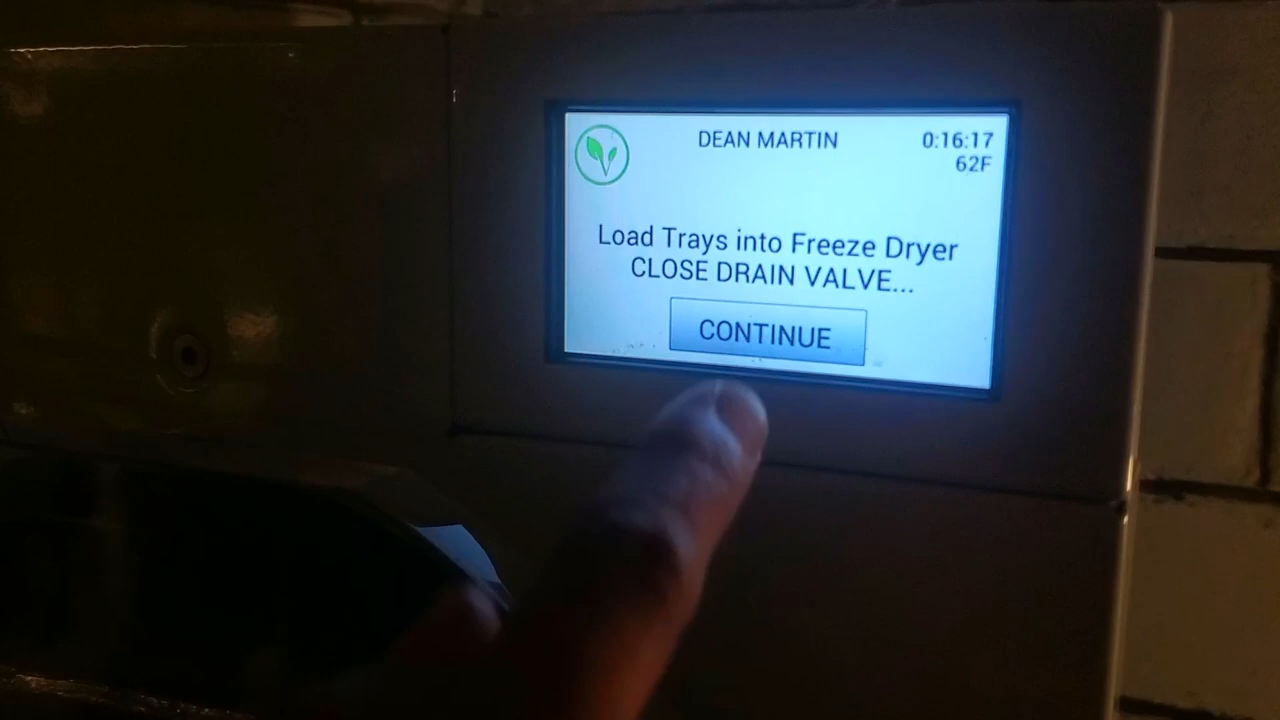 DEAN MARTIN
0:16:17
62F
Load Trays into Freeze Dryer
CLOSE DRAIN VALVE...
CONTINUE